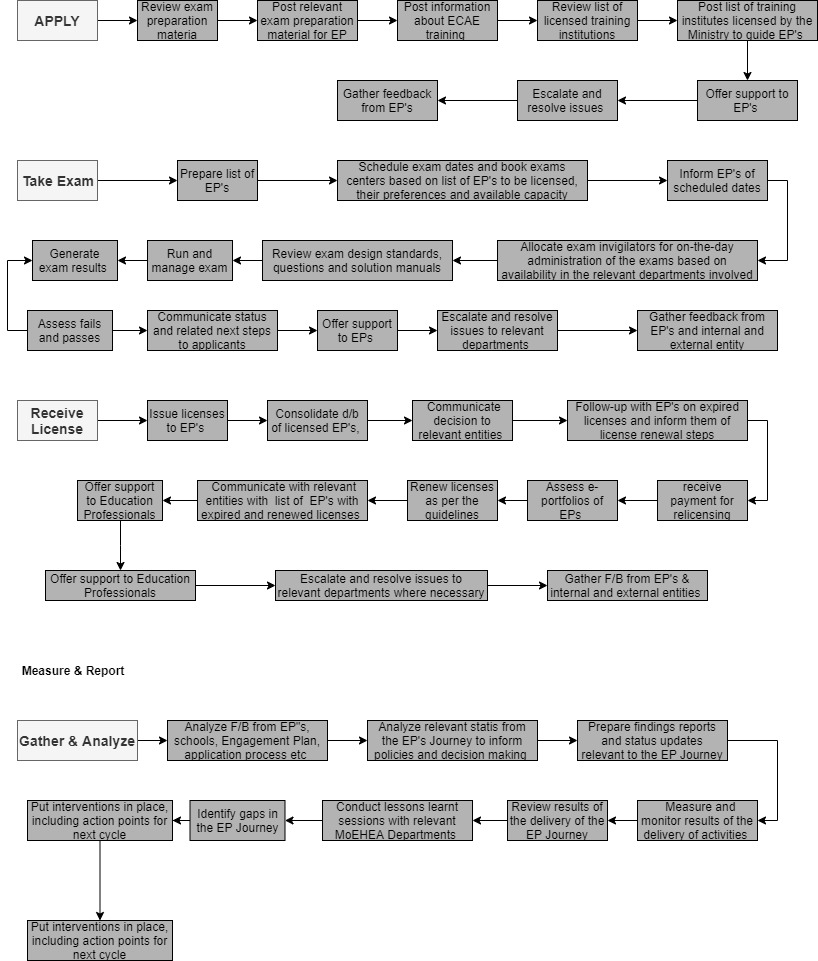 APPLY
Review exam
preparation
materia
Post relevant
exam preparation
material for EP
Post information
about ECAE
training
Review list of
licensed training
institutions
Post list of training
institutes licensed by the
Ministry to guide EP's
Gather feedback
from EP's
Escalate and
resolve issues
Offer support to
EP's
Take Exam
Prepare list of
EP's
Schedule exam dates and book exams
centers based on list of EP's to be licensed,
their preferences and available capacity
Inform EP's of
scheduled dates
Generate
exam results
Run and
manage exam
Review exam design standards,
questions and solution manuals
Allocate exam invigilators for on-the-day
administration of the exams based on
availability in the relevant departments involved
Assess fails
and passes
Communicate status
and related next steps
to applicants
Offer support
to EPs
Escalate and resolve
issues to relevant
departments
Gather feedback from
EP's and internal and
external entity
Receive
License
Issue licenses
to EP's
Consolidate d/b
of licensed EP's,
Communicate
decision to
relevant entities
Follow-up with EP's on expired
licenses and inform them of
license renewal steps
Offer support
to Education
Professionals
Communicate with relevant
entities with list of EP's with
expired and renewed licenses
Renew licenses
as per the
guidelines
Assess e-
portfolios of
EPs
receive
payment for
relicensing
Offer support to Education
Professionals
Escalate and resolve issues to
relevant departments where necessary
Gather F/B from EP's &
internal and external entities
Measure & Report
Gather & Analyze
Analyze F/B from EP"s,
schools, Engagement Plan,
application process etc
Analyze relevant statis from
the EP's Journey to inform
policies and decision making
Prepare findings reports
and status updates
relevant to the EP Journey
Put interventions in place,
including action points for
next cycle
Identify gaps in
the EP Journey
Conduct lessons learnt
sessions with relevant
MoEHEA Departments
Review results of
the delivery of the
EP Journey
Measure and
monitor results of the
delivery of activities
Put interventions in place,
including action points for
next cycle